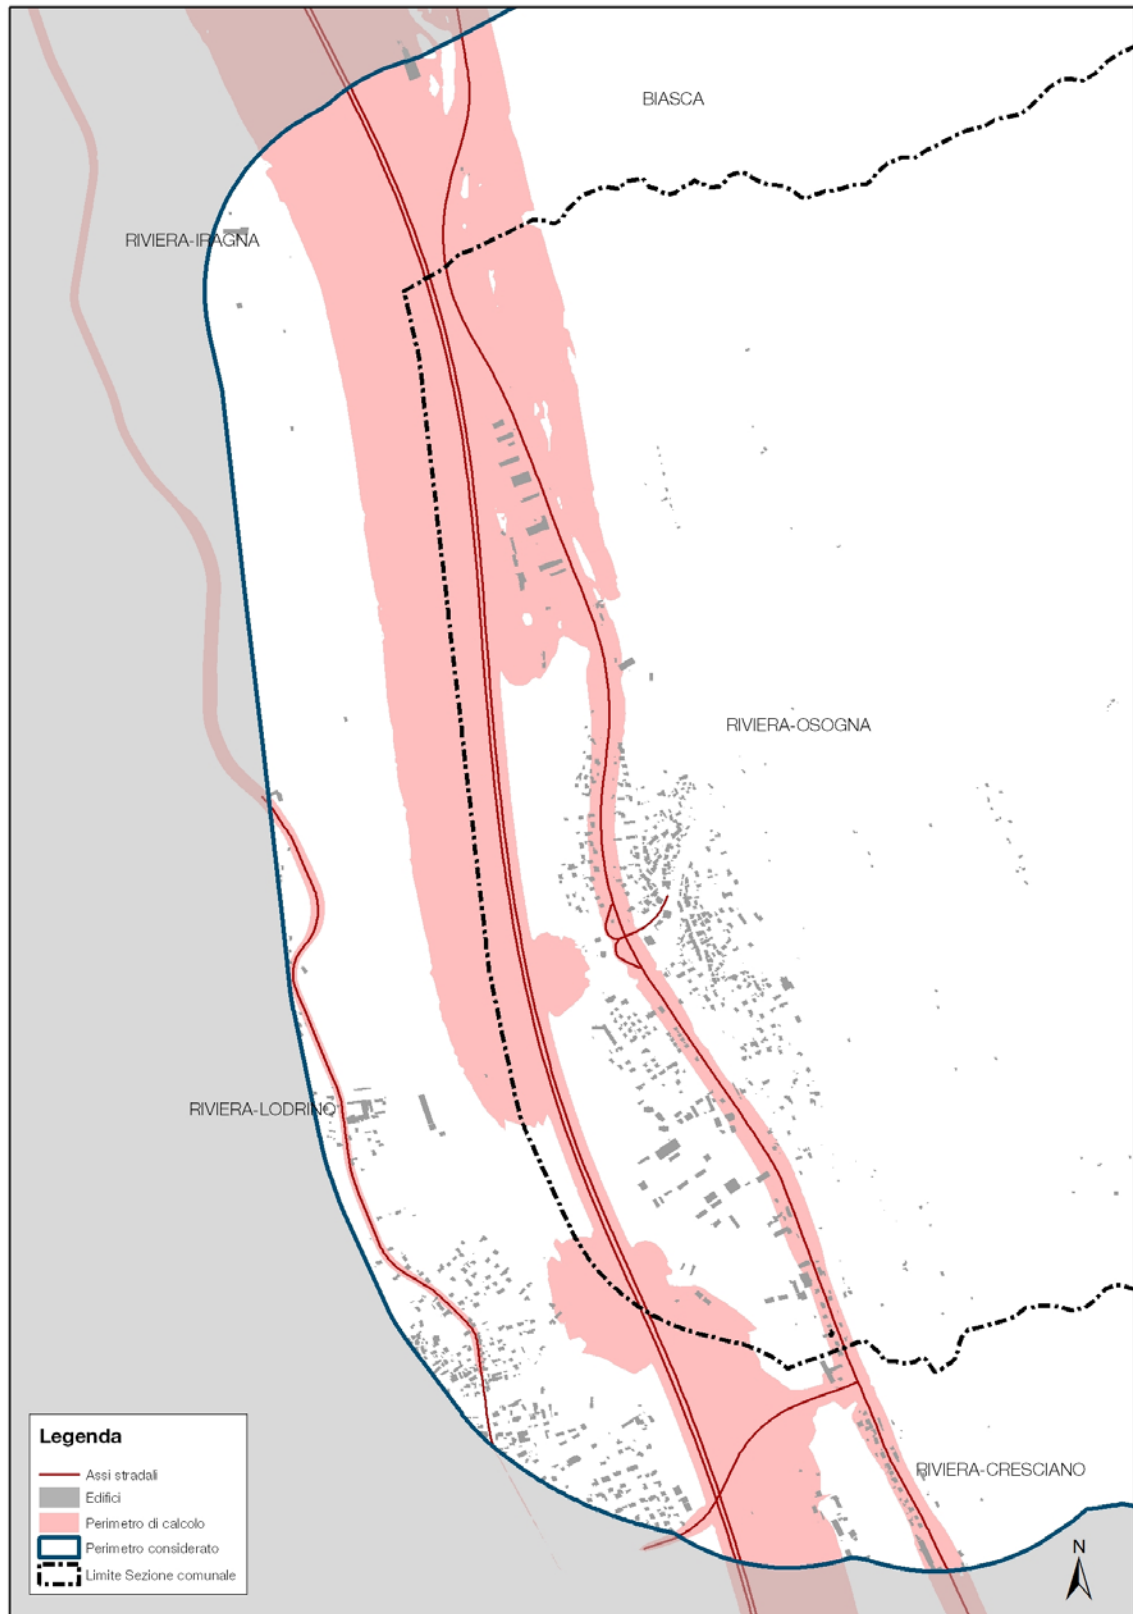 BIASCA
RIVIERA-IRAGNA
RIVIERA-OSOGNA
RIVIERA-LODRINO
RIVIERA-CRESCIANO
Legenda
Assi stradali
Edifici
Perimetro di calcolo
Perimetro considerato
Limite Sezione comunale
N